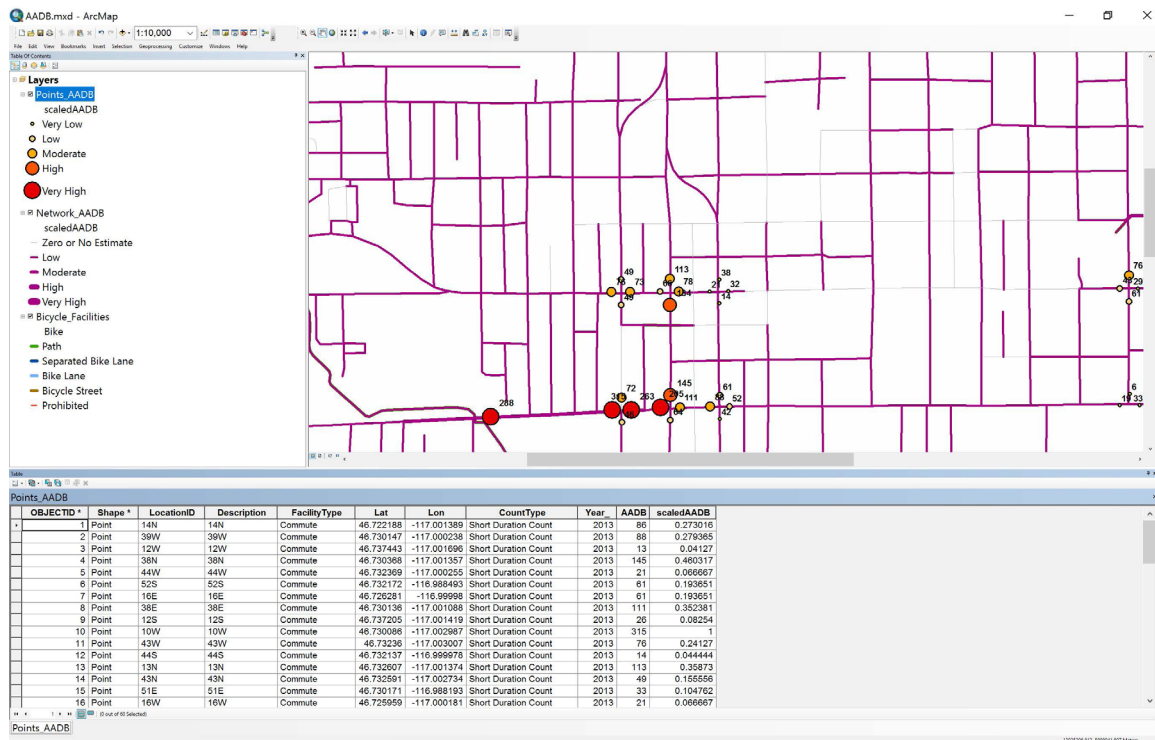 AADB.mxd - ArcMap
1:10,000
File Edit View Bookmarks Insert Selection Geoprocessing Customize Windows Help
Table Of Contents
Layers
Points_AADB
scaledAADB
Very Low
Low
Moderate
High
Very High
Network_AADB
scaledAADB
Zero or No Estimate
Low
Moderate
High
Very High
Bicycle_Facilities
Bike
Path
Separated Bike Lane
Bike Lane
Bicycle Street
Prohibited
49 113 38 76
73 78 21 32 29
49 14 61
145
72 61 6
288 263 111 52 33
42
Table
Points_AADB
OBJECTID * Shape * LocationID Description FacilityType Lat Lon CountType Year_ AADB scaledAADB
1 Point 14N 14N Commute 46.722188 -117.001389 Short Duration Count 2013 86 0.273016
2 Point 39W 39W Commute 46.730147 -117.000238 Short Duration Count 2013 88 0.279365
3 Point 12W 12W Commute 46.737443 -117.001696 Short Duration Count 2013 13 0.04127
4 Point 38N 38N Commute 46.730368 -117.001357 Short Duration Count 2013 145 0.460317
5 Point 44W 44W Commute 46.732369 -117.000255 Short Duration Count 2013 21 0.066667
6 Point 52S 52S Commute 46.732172 -116.988493 Short Duration Count 2013 61 0.193651
7 Point 16E 16E Commute 46.726281 -116.99998 Short Duration Count 2013 61 0.193651
8 Point 38E 38E Commute 46.730136 -117.001088 Short Duration Count 2013 111 0.352381
9 Point 12S 12S Commute 46.737205 -117.001419 Short Duration Count 2013 26 0.08254
10 Point 10W 10W Commute 46.730086 -117.002987 Short Duration Count 2013 315 1
11 Point 43W 43W Commute 46.73236 -117.003007 Short Duration Count 2013 76 0.24127
12 Point 44S 44S Commute 46.732137 -116.999978 Short Duration Count 2013 14 0.044444
13 Point 13N 13N Commute 46.732607 -117.001374 Short Duration Count 2013 113 0.35873
14 Point 43N 43N Commute 46.732591 -117.002734 Short Duration Count 2013 49 0.155556
15 Point 51E 51E Commute 46.730171 -116.988193 Short Duration Count 2013 33 0.104762
16 Point 16W 16W Commute 46.725959 -117.000181 Short Duration Count 2013 21 0.066667
1 (0 out of 60 Selected)
Points_AADB